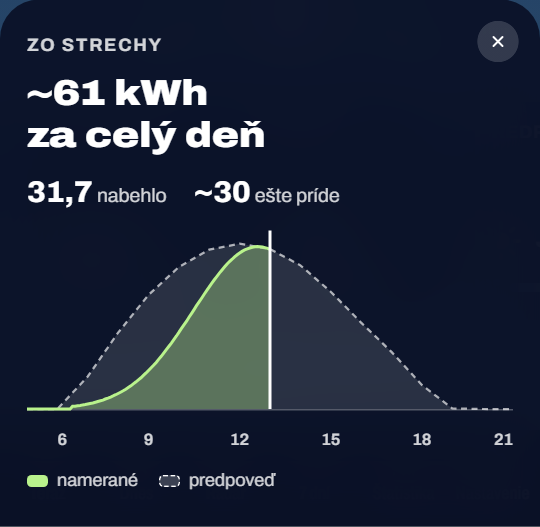 ZO STRECHY
~61 kWh
za celý deň
31,7 nabehlo ~30 ešte príde
6 9 12 15 18 21
namerané predpoveď